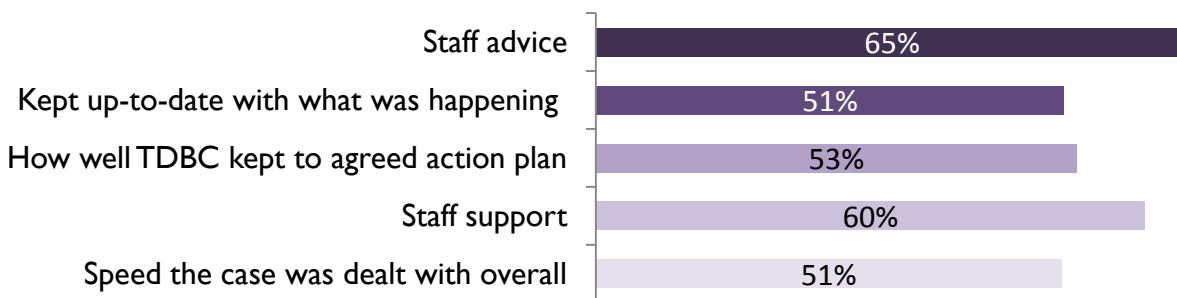 Staff advice 65%
Kept up-to-date with what was happening 51%
How well TDBC kept to agreed action plan 53%
Staff support 60%
Speed the case was dealt with overall 51%